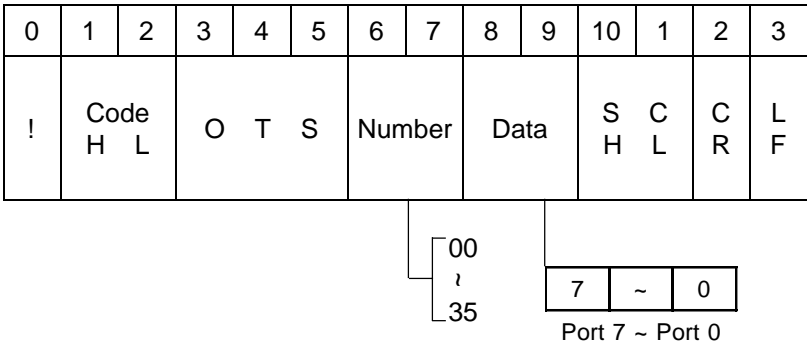 0 1 2 3 4 5 6 7 8 9 10 1 2 3
! Code O T S Number Data S C C L
H L H L R F
00
~
35
7 ~ 0
Port 7 ~ Port 0